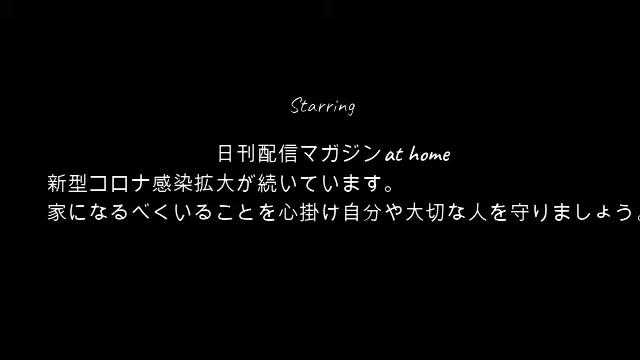 Starring
日刊配信マガジンat home
新型コロナ感染拡大が続いています。
家になるべくいることを心掛け自分や大切な人を守りましょう。